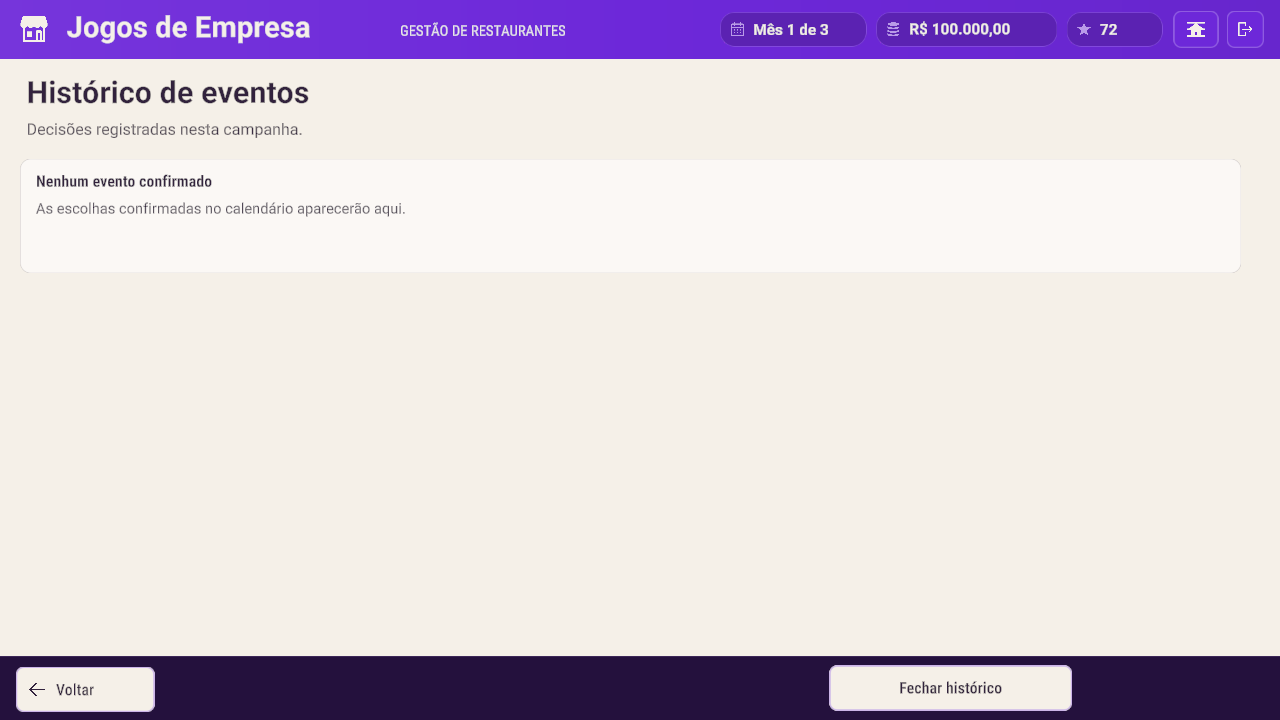 Jogos de Empresa
GESTÃO DE RESTAURANTES
Mês 1 de 3
R$ 100.000,00
72
Histórico de eventos
Decisões registradas nesta campanha.
Nenhum evento confirmado
As escolhas confirmadas no calendário aparecerão aqui.
Voltar
Fechar histórico